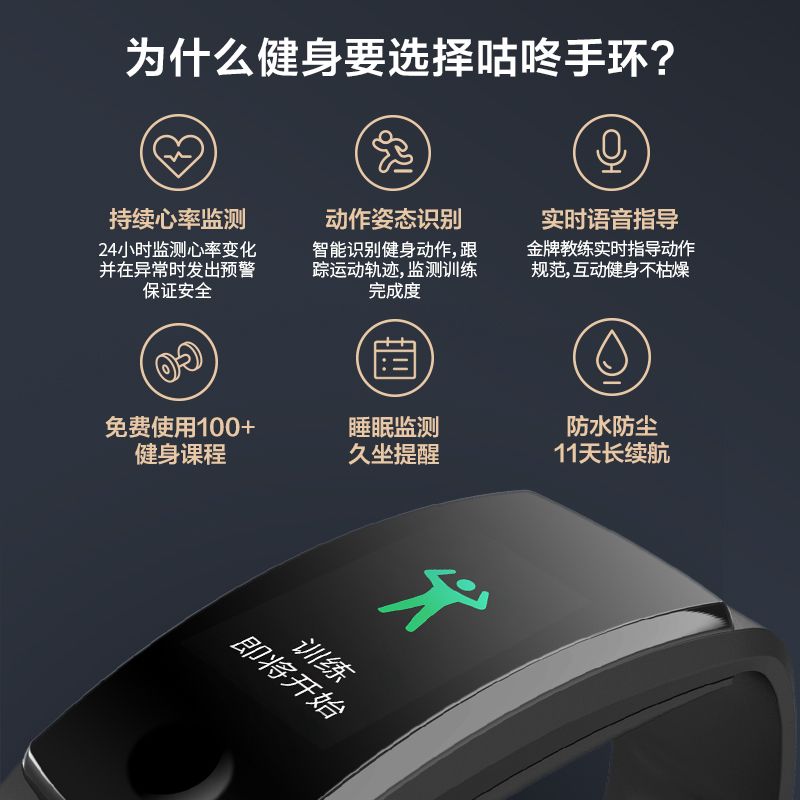 为什么健身要选择咕咚手环?
持续心率监测
动作姿态识别
实时语音指导
24小时监测心率变化
并在异常时发出预警
保证安全
智能识别健身动作,跟
踪运动轨迹,监测训练
完成度
金牌教练实时指导动作
规范,互动健身不枯燥
免费使用100+
健身课程
睡眠监测
久坐提醒
防水防尘
11天长续航
训练
即将开始